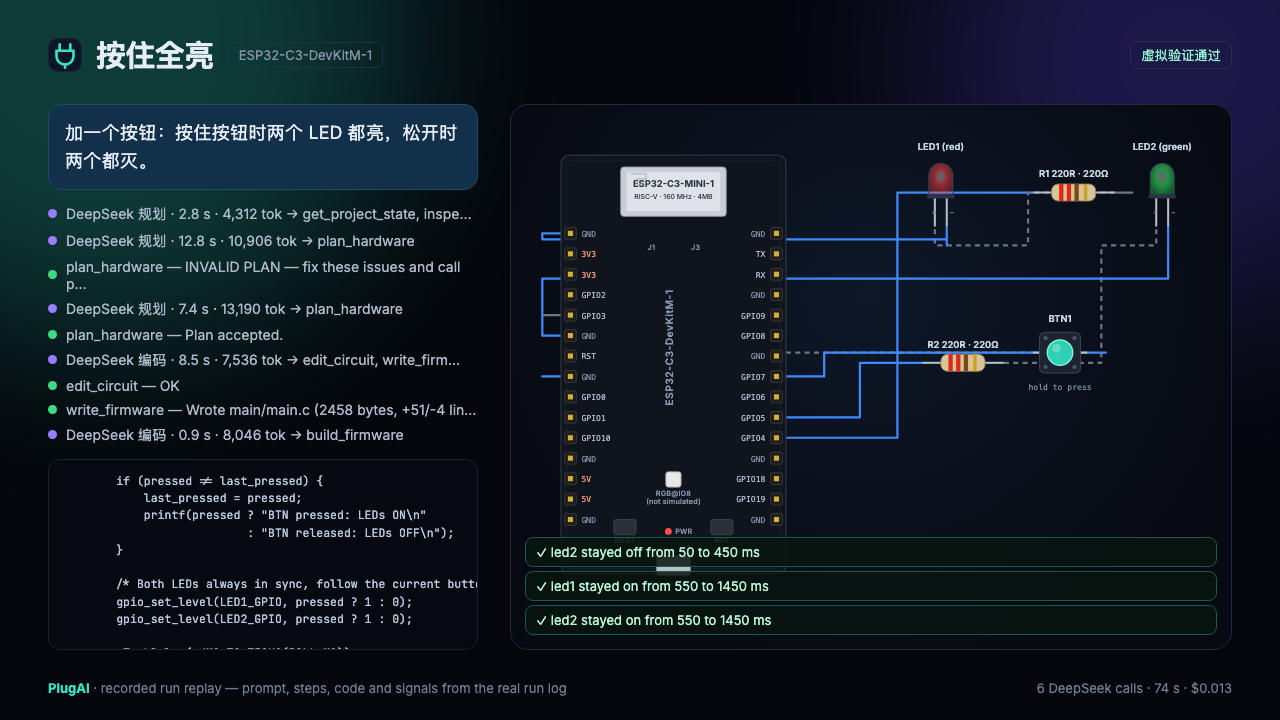 按住全亮
ESP32-C3-DevKitM-1
虚拟验证通过
加一个按钮：按住按钮时两个 LED 都亮，松开时
两个都灭。
DeepSeek 规划 · 2.8 s · 4,312 tok → get_project_state, inspe...
DeepSeek 规划 · 12.8 s · 10,906 tok → plan_hardware
plan_hardware — INVALID PLAN — fix these issues and call
p...
DeepSeek 规划 · 7.4 s · 13,190 tok → plan_hardware
plan_hardware — Plan accepted.
DeepSeek 编码 · 8.5 s · 7,536 tok → edit_circuit, write_firm...
edit_circuit — OK
write_firmware — Wrote main/main.c (2458 bytes, +51/-4 lin...
DeepSeek 编码 · 0.9 s · 8,046 tok → build_firmware
if (pressed != last_pressed) {
last_pressed = pressed;
printf(pressed ? "BTN pressed: LEDs ON\n"
: "BTN released: LEDs OFF\n");
}
/* Both LEDs always in sync, follow the current butt
gpio_set_level(LED1_GPIO, pressed ? 1 : 0);
gpio_set_level(LED2_GPIO, pressed ? 1 : 0);
LED1 (red)
LED2 (green)
R1 220R · 220Ω
ESP32-C3-MINI-1
RISC-V · 160 MHz · 4MB
J1
J3
ESP32-C3-DevKitM-1
GND
3V3
3V3
GPIO2
GPIO3
GND
RST
GND
GPIO0
GPIO1
GPIO10
GND
5V
5V
GND
GND
TX
RX
GND
GPIO9
GPIO8
GND
GPIO7
GPIO6
GPIO5
GPIO4
GND
GPIO18
GPIO19
GND
BTN1
R2 220R · 220Ω
hold to press
RGB@IO8
(not simulated)
PWR
✓ led2 stayed off from 50 to 450 ms
✓ led1 stayed on from 550 to 1450 ms
✓ led2 stayed on from 550 to 1450 ms
PlugAI · recorded run replay — prompt, steps, code and signals from the real run log
6 DeepSeek calls · 74 s · $0.013